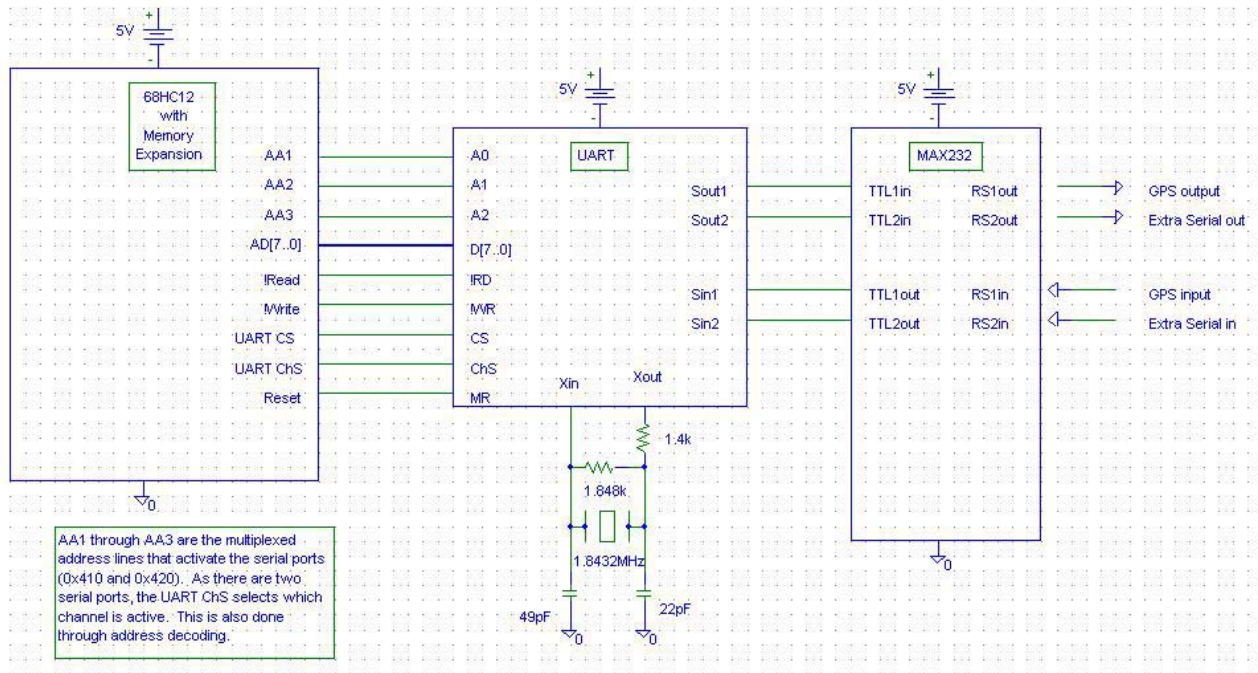 5V
+
-
68HC12
with
Memory
Expansion
AA1
AA2
AA3
AD[7..0]
!Read
!Write
UART CS
UART ChS
Reset
0
5V
+
-
UART
A0
A1
A2
D[7..0]
!RD
!WR
CS
ChS
MR
Sout1
Sout2
Sin1
Sin2
Xin
Xout
1.4k
1.848k
1.8432MHz
49pF
22pF
0
0
5V
+
-
MAX232
TTL1in
TTL2in
TTL1out
TTL2out
RS1out
RS2out
RS1in
RS2in
0
GPS output
Extra Serial out
GPS input
Extra Serial in
AA1 through AA3 are the multiplexed
address lines that activate the serial ports
(0x410 and 0x420). As there are two
serial ports, the UART ChS selects which
channel is active. This is also done
through address decoding.